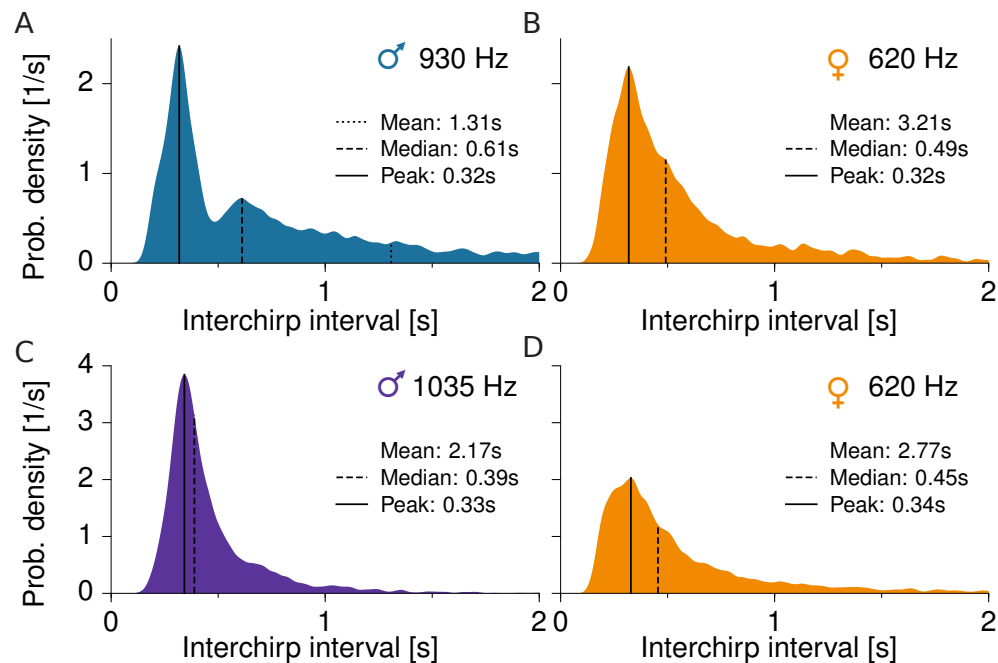 A
Prob. density [1/s]
2
1
0
♂ 930 Hz
Mean: 1.31s
Median: 0.61s
Peak: 0.32s
0
1
2
Interchirp interval [s]
B
♀ 620 Hz
Mean: 3.21s
Median: 0.49s
Peak: 0.32s
0
1
2
Interchirp interval [s]
C
Prob. density [1/s]
4
3
2
1
0
♂ 1035 Hz
Mean: 2.17s
Median: 0.39s
Peak: 0.33s
0
1
2
Interchirp interval [s]
D
♀ 620 Hz
Mean: 2.77s
Median: 0.45s
Peak: 0.34s
0
1
2
Interchirp interval [s]